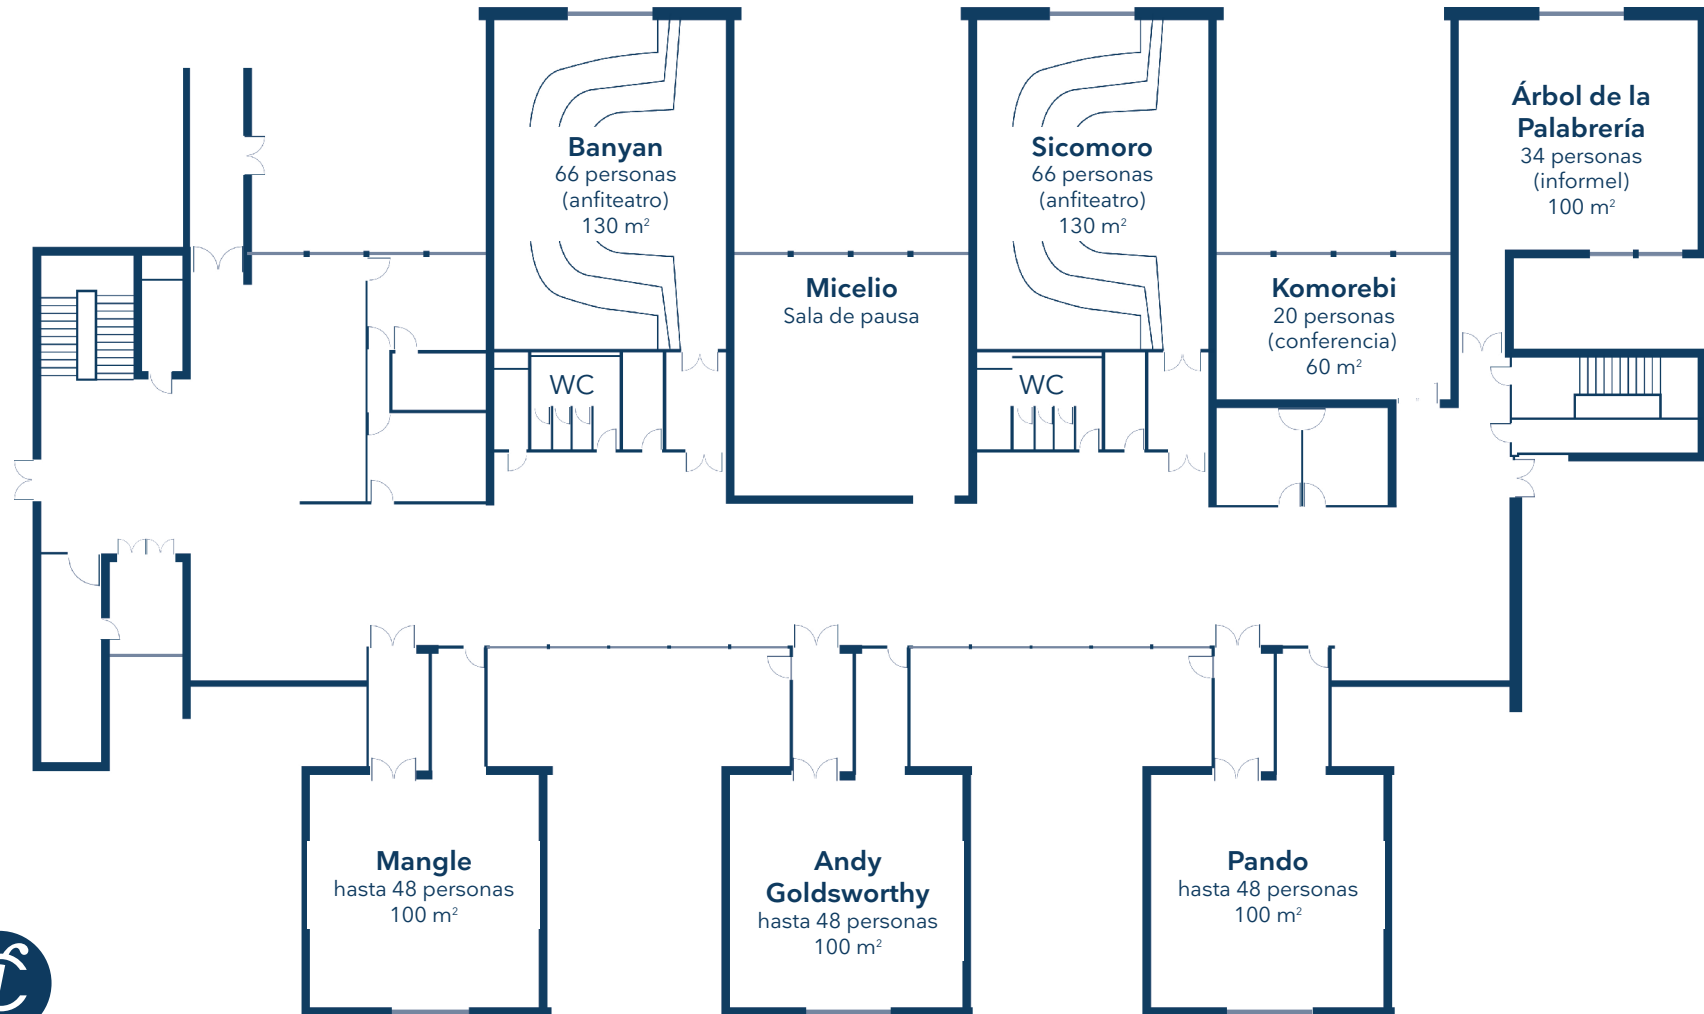 Banyan
66 personas
(anfiteatro)
130 m²
Sicomoro
66 personas
(anfiteatro)
130 m²
Árbol de la
Palabrería
34 personas
(informel)
100 m²
Micelio
Sala de pausa
Komorebi
20 personas
(conferencia)
60 m²
WC
WC
Mangle
hasta 48 personas
100 m²
Andy
Goldsworthy
hasta 48 personas
100 m²
Pando
hasta 48 personas
100 m²